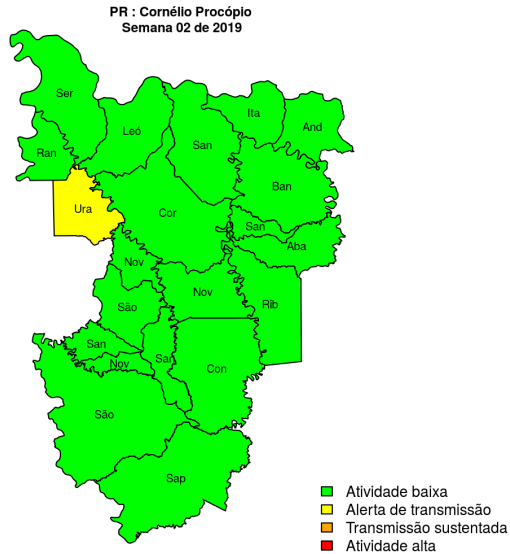 PR : Cornélio Procópio
Semana 02 de 2019
Ser
Leó
Ita
And
San
Ran
Ban
Ura
Cor
San
Aba
Nov
Nov
Rib
São
San
San
Nov
Con
São
Sap
Atividade baixa
Alerta de transmissão
Transmissão sustentada
Atividade alta